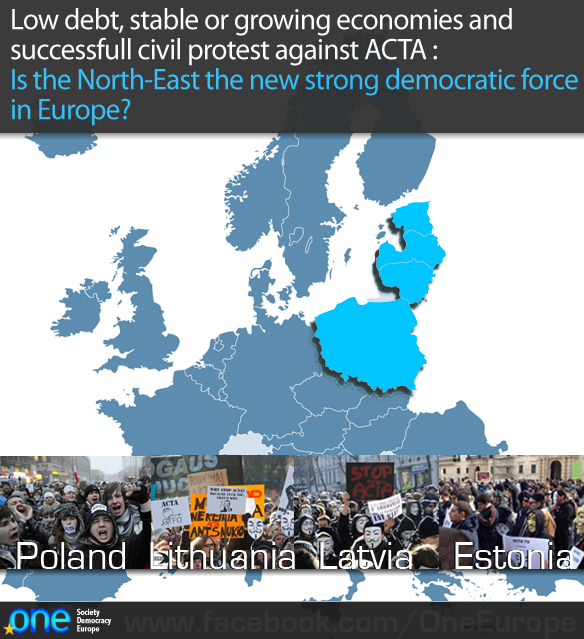 Low debt, stable or growing economies and
successfull civil protest against ACTA :
Is the North-East the new strong democratic force
in Europe?
STOP
ACTA
Poland Lithuania Latvia Estonia
one Society
Democracy
Europe
www.facebook.com/OneEurope